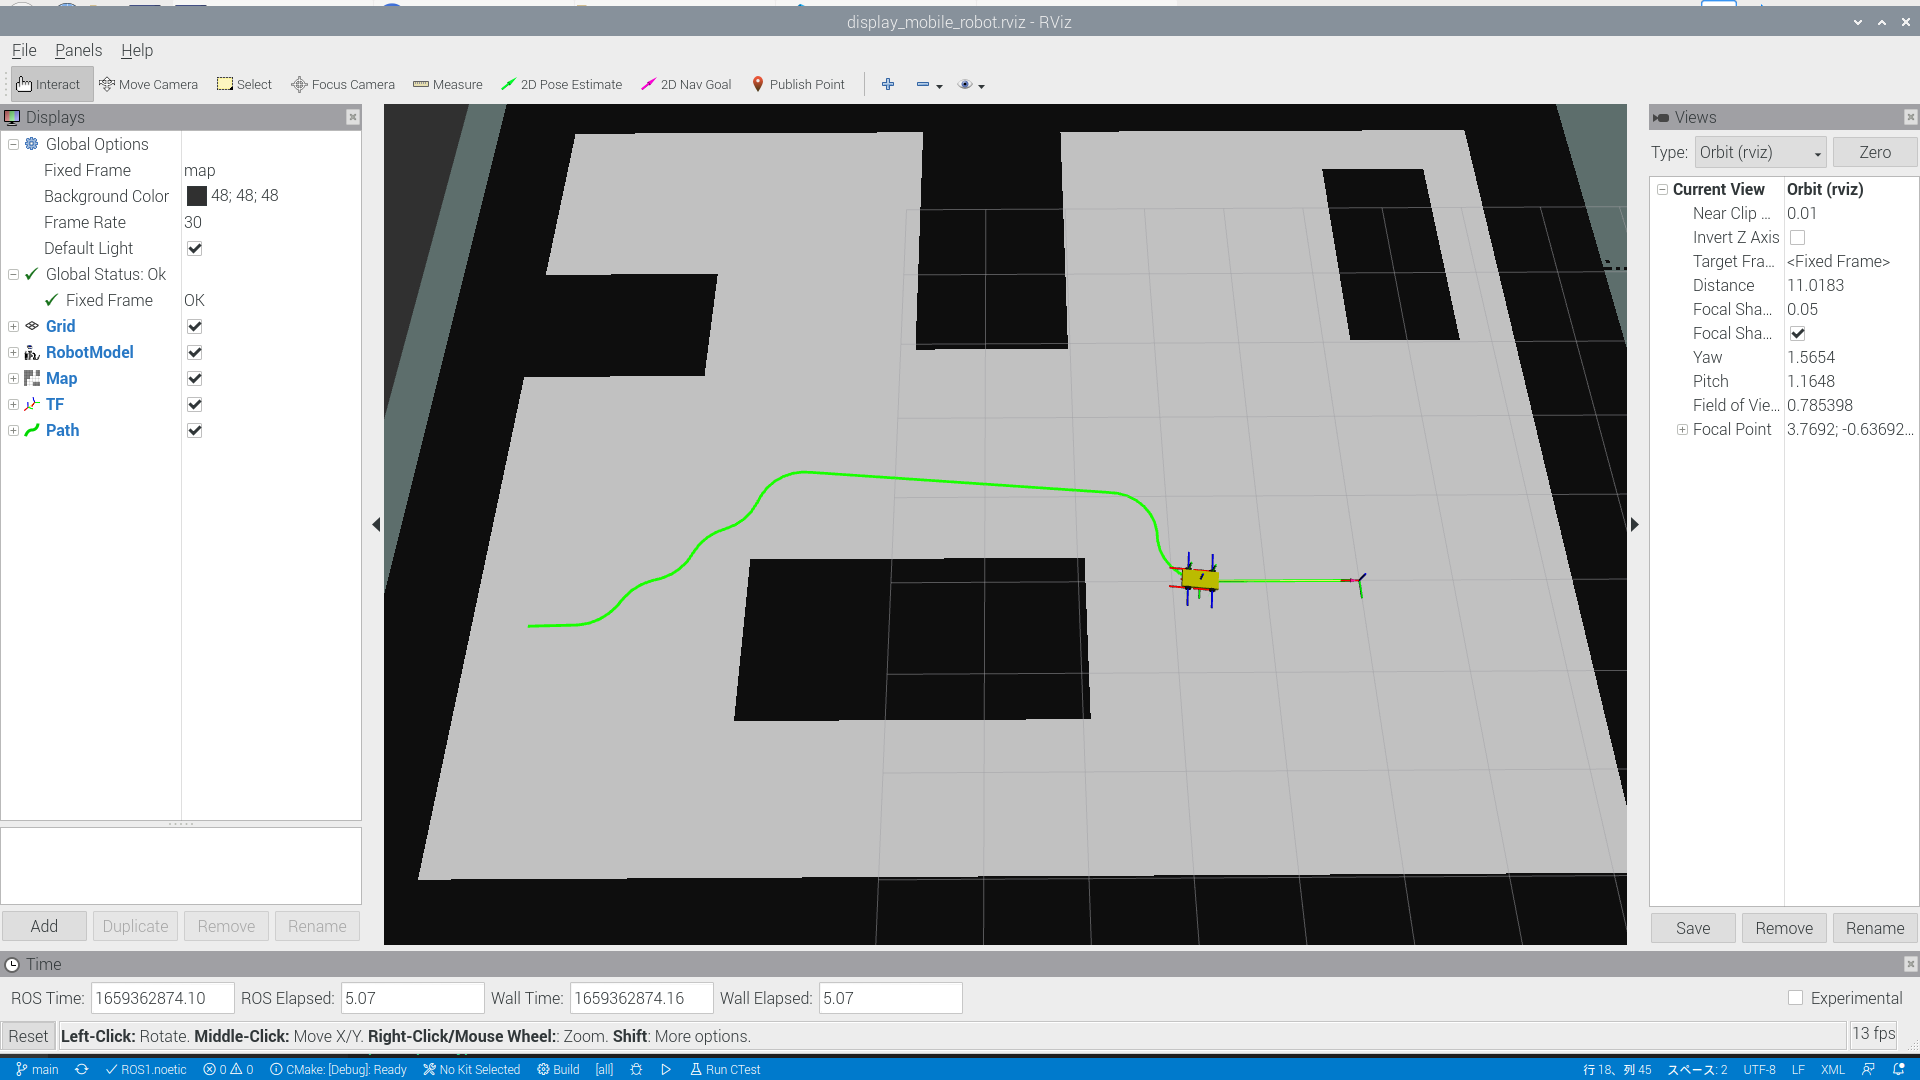 display_mobile_robot.rviz - RViz
File Panels Help
Interact Move Camera Select Focus Camera Measure 2D Pose Estimate 2D Nav Goal Publish Point
Displays
Global Options
Fixed Frame map
Background Color 48; 48; 48
Frame Rate 30
Default Light
Global Status: Ok
Fixed Frame OK
Grid
RobotModel
Map
TF
Path
Add Duplicate Remove Rename
Views
Type: Orbit (rviz) Zero
Current View Orbit (rviz)
Near Clip ... 0.01
Invert Z Axis
Target Fra... <Fixed Frame>
Distance 11.0183
Focal Sha... 0.05
Focal Sha...
Yaw 1.5654
Pitch 1.1648
Field of Vie... 0.785398
Focal Point 3.7692; -0.63692...
Save Remove Rename
Time
ROS Time: 1659362874.10 ROS Elapsed: 5.07 Wall Time: 1659362874.16 Wall Elapsed: 5.07 Experimental
Reset Left-Click: Rotate. Middle-Click: Move X/Y. Right-Click/Mouse Wheel:: Zoom. Shift: More options. 13 fps
main ROS1.noetic 0 0 CMake: [Debug]: Ready No Kit Selected Build [all] Run CTest 行 18、列 45 スペース: 2 UTF-8 LF XML